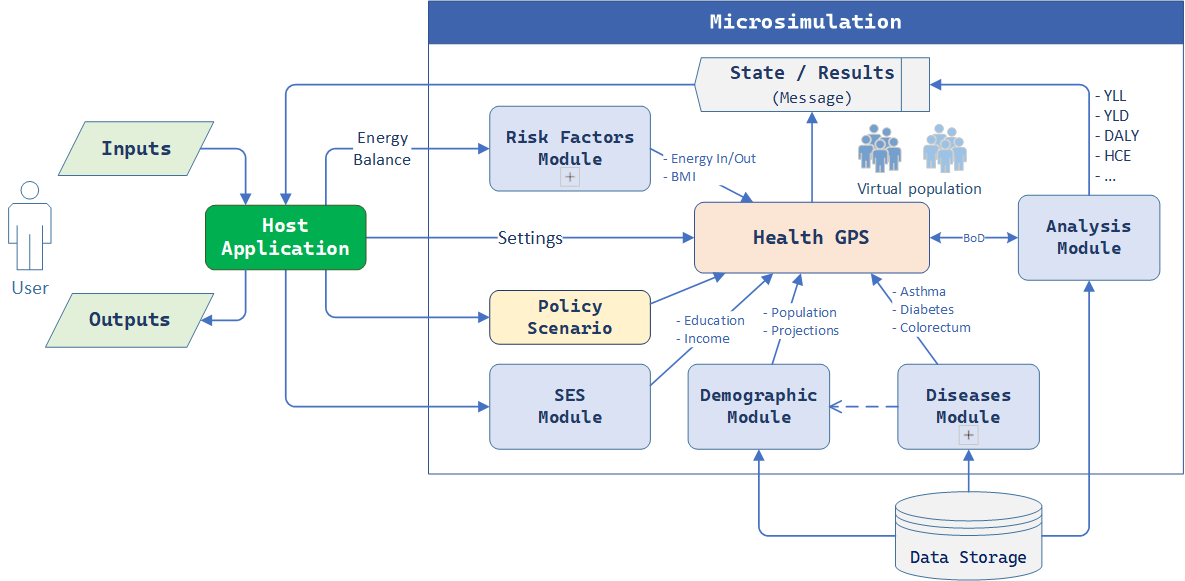 Microsimulation
State / Results
(Message)
- YLL
- YLD
- DALY
- HCE
- ...
Inputs
Energy
Balance
Risk Factors
Module
- Energy In/Out
- BMI
Virtual population
Host
Application
Settings
Health GPS
BoD
Analysis
Module
User
Outputs
Policy
Scenario
- Education
- Income
- Population
- Projections
- Asthma
- Diabetes
- Colorectum
SES
Module
Demographic
Module
Diseases
Module
Data Storage